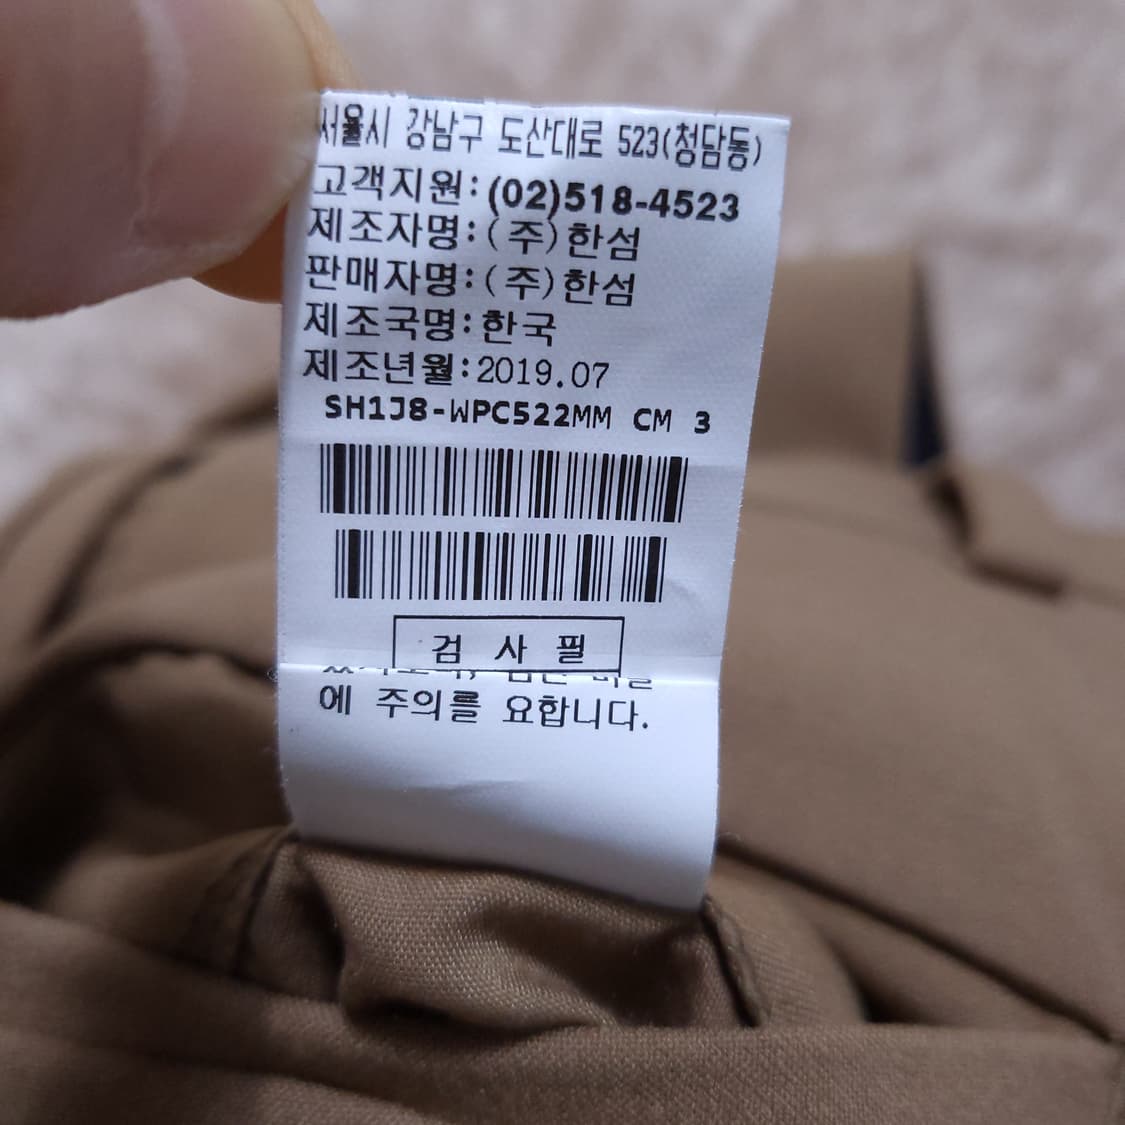 서울시 강남구 도산대로 523(청담동)
고객지원:(02)518-4523
제조자명:(주)한섬
판매자명:(주)한섬
제조국명:한국
제조년월:2019.07
SH1J8-WPC522MM CM 3
검 사 필
에 주의를 요합니다.